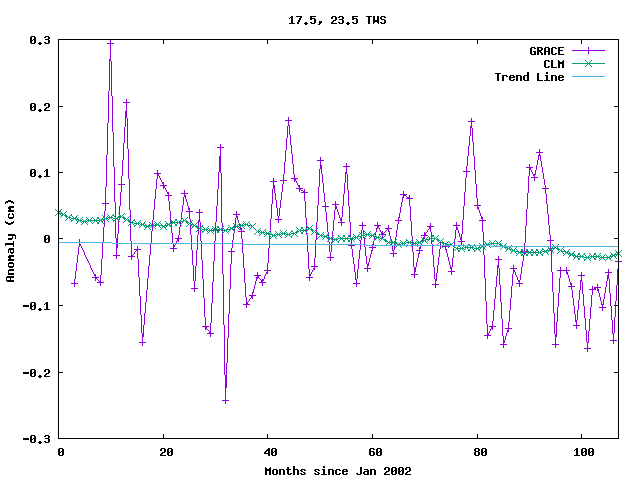 17.5, 23.5 TWS
GRACE
CLM
Trend Line
0.3
0.2
0.1
0
-0.1
-0.2
-0.3
Anomaly (cm)
0 20 40 60 80 100
Months since Jan 2002